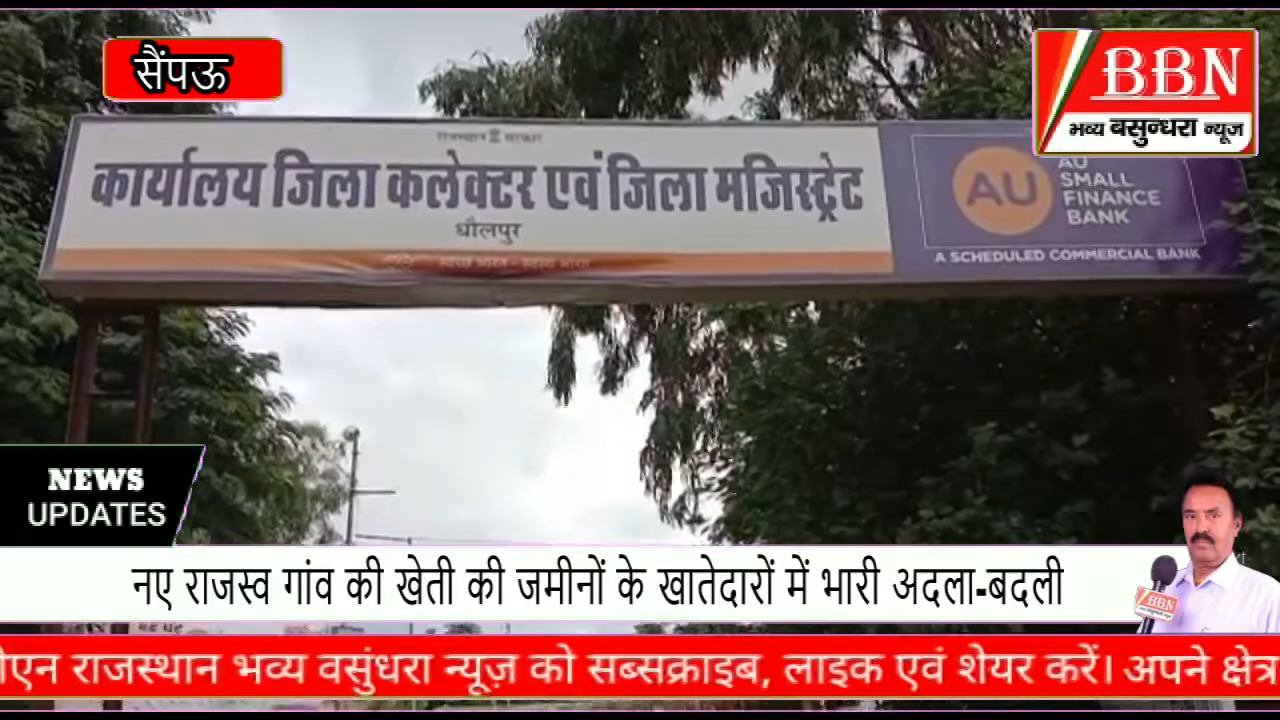 सैंपऊ
BBN
भव्य बसुन्धरा न्यूज
राजस्थान सरकार
कार्यालय जिला कलेक्टर एवं जिला मजिस्ट्रेट
धौलपुर
AU
AU
SMALL
FINANCE
BANK
A SCHEDULED COMMERCIAL BANK
NEWS
UPDATES
नए राजस्व गांव की खेती की जमीनों के खातेदारों में भारी अदला-बदली
BBN
ीएन राजस्थान भव्य वसुंधरा न्यूज़ को सब्सक्राइब, लाइक एवं शेयर करें। अपने क्षेत्र